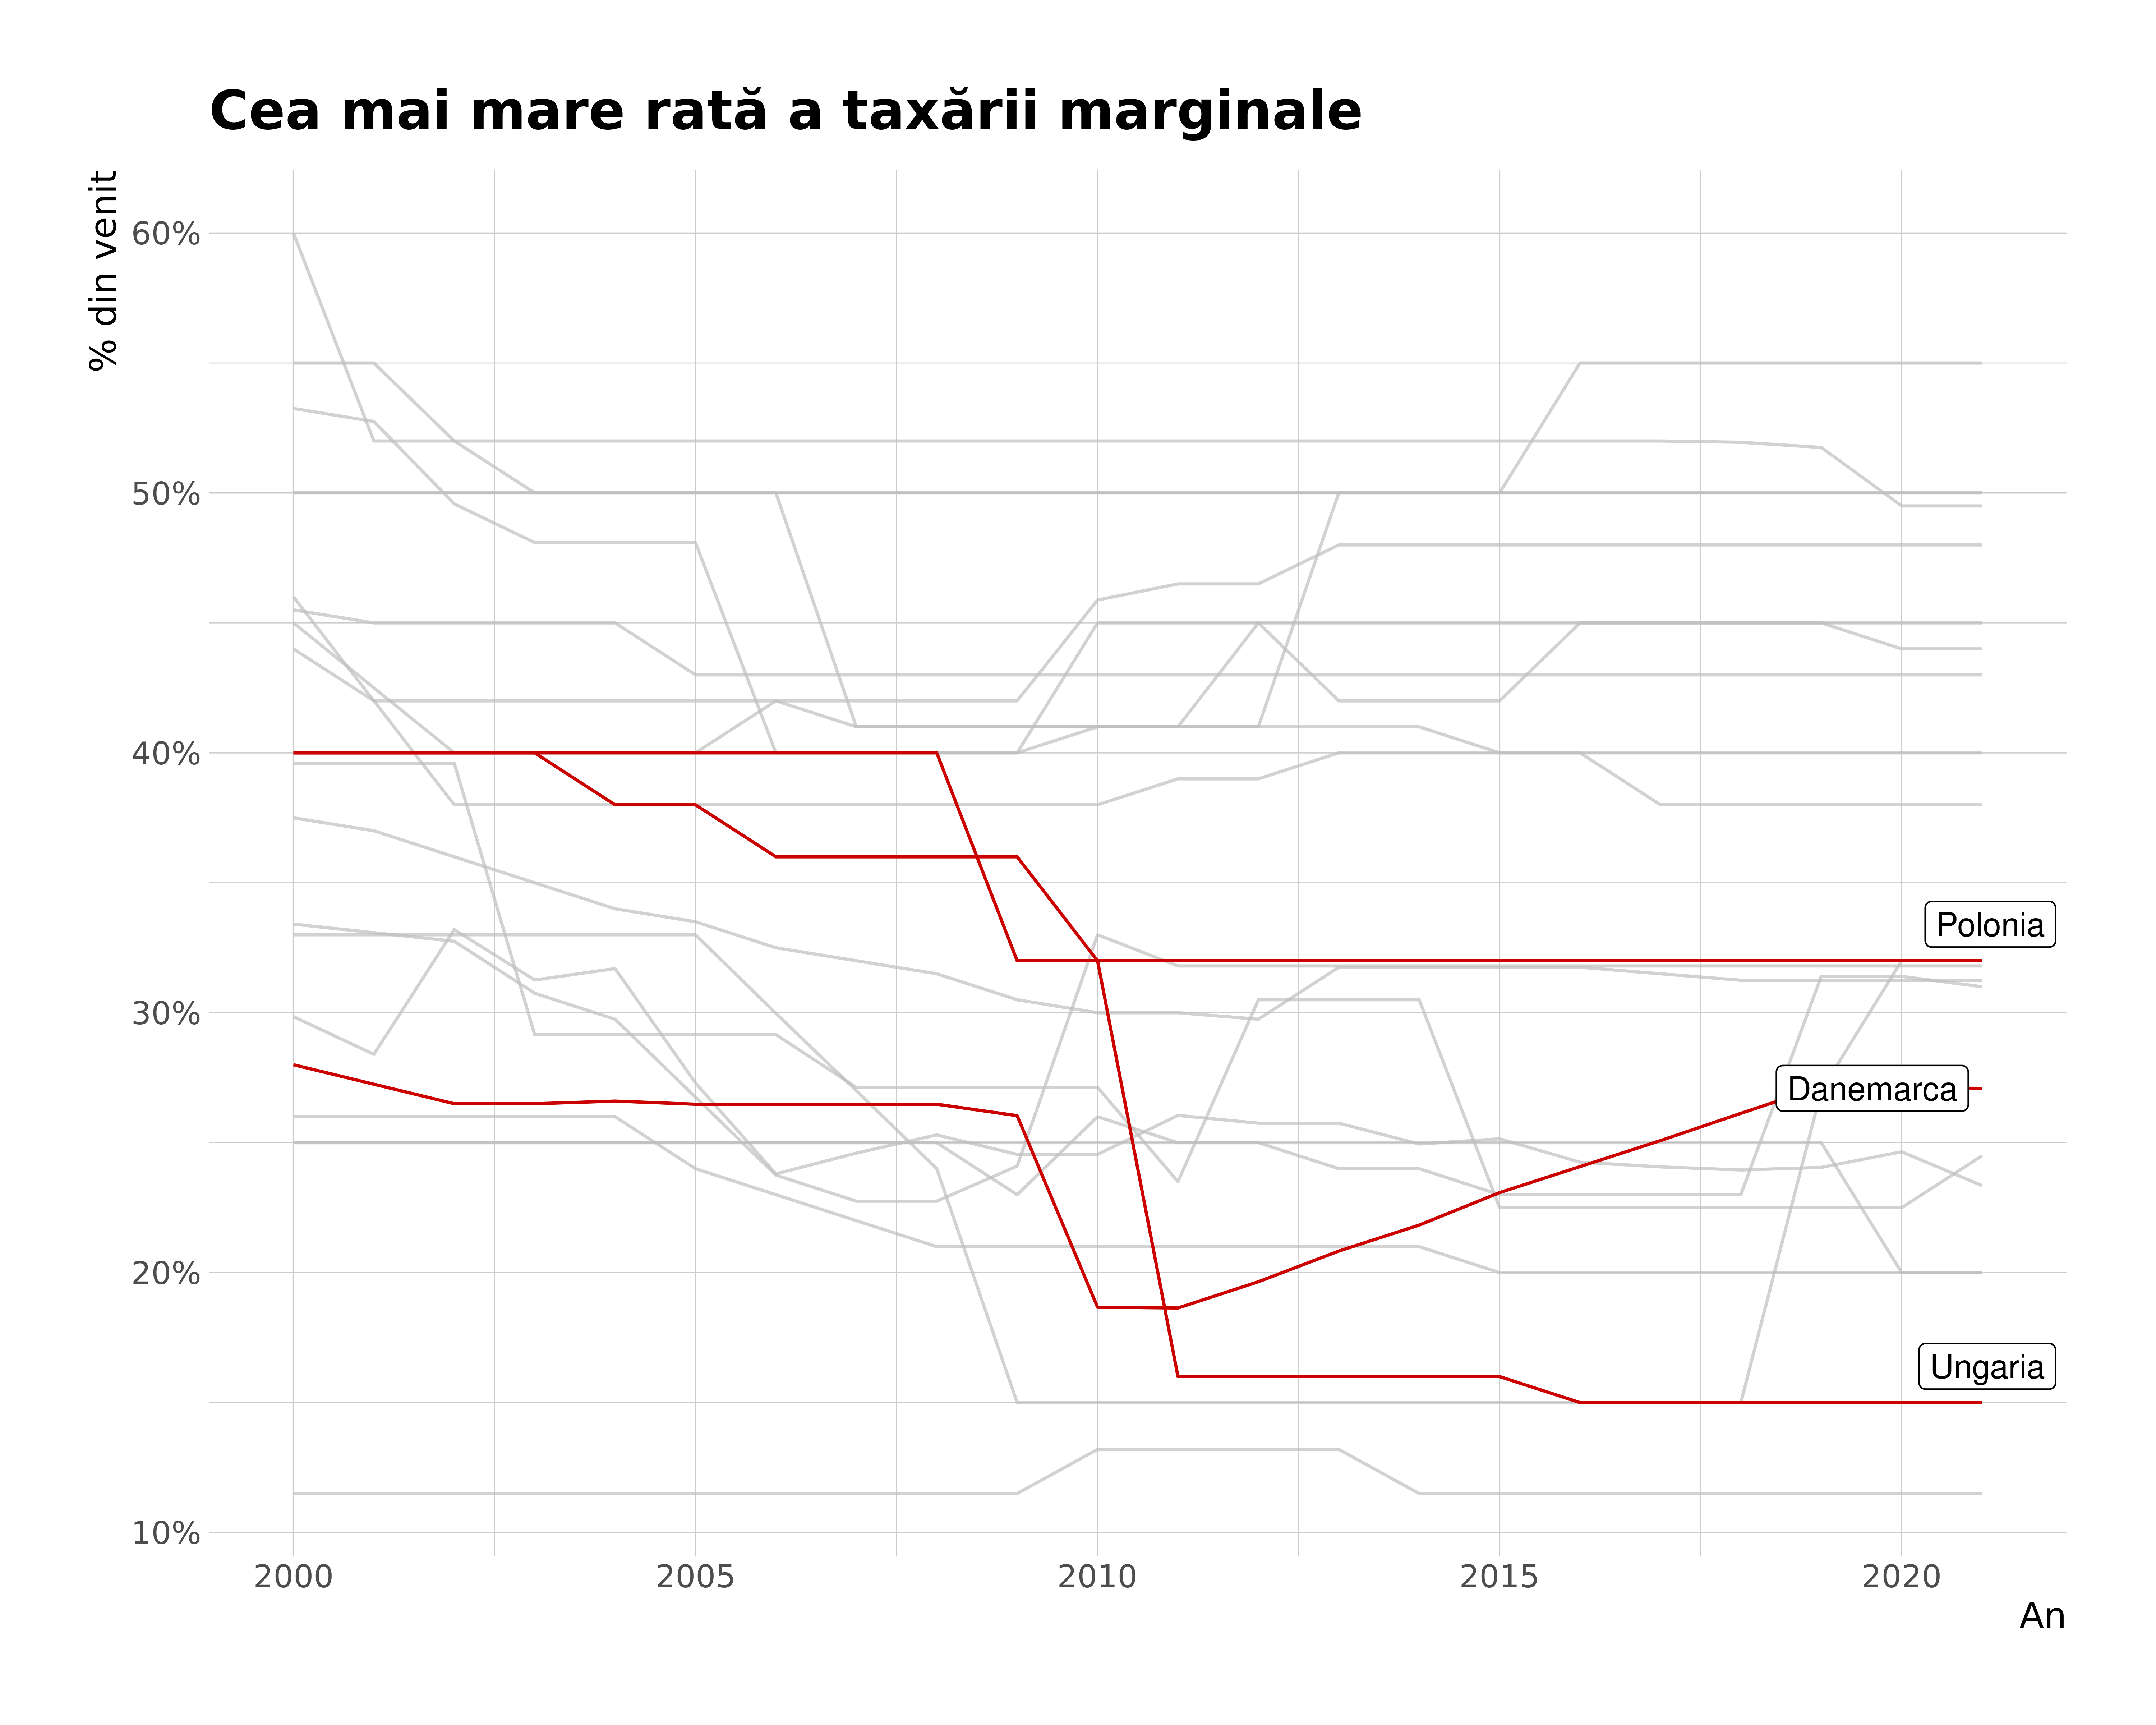 Cea mai mare rată a taxării marginale
% din venit
60%
50%
40%
30%
20%
10%
Polonia
Danemarca
Ungaria
2000 2005 2010 2015 2020
An